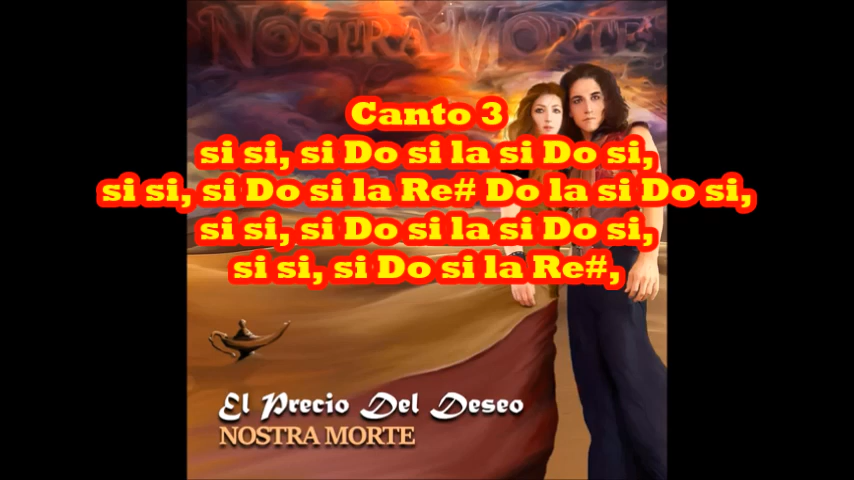 NOSTRA MORTE
Canto 3
si si, si Do si la si Do si,
si si, si Do si la Re# Do la si Do si,
si si, si Do si la si Do si,
si si, si Do si la Re#,
El Precio Del Deseo
NOSTRA MORTE